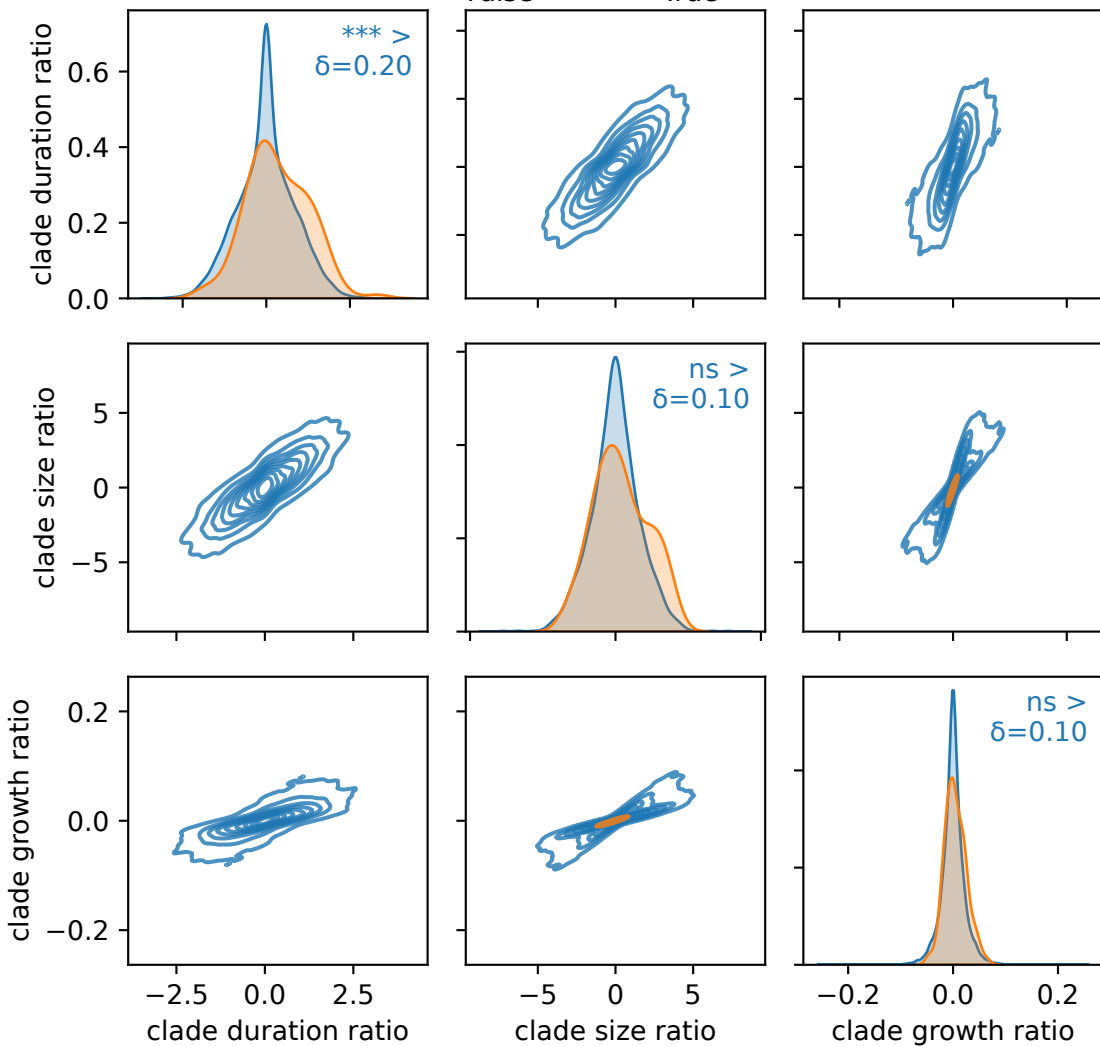 clade duration ratio
0.6
0.4
0.2
0.0
*** >
δ=0.20
clade size ratio
5
0
−5
ns >
δ=0.10
clade growth ratio
0.2
0.0
−0.2
ns >
δ=0.10
−2.5 0.0 2.5
−5 0 5
−0.2 0.0 0.2
clade duration ratio
clade size ratio
clade growth ratio